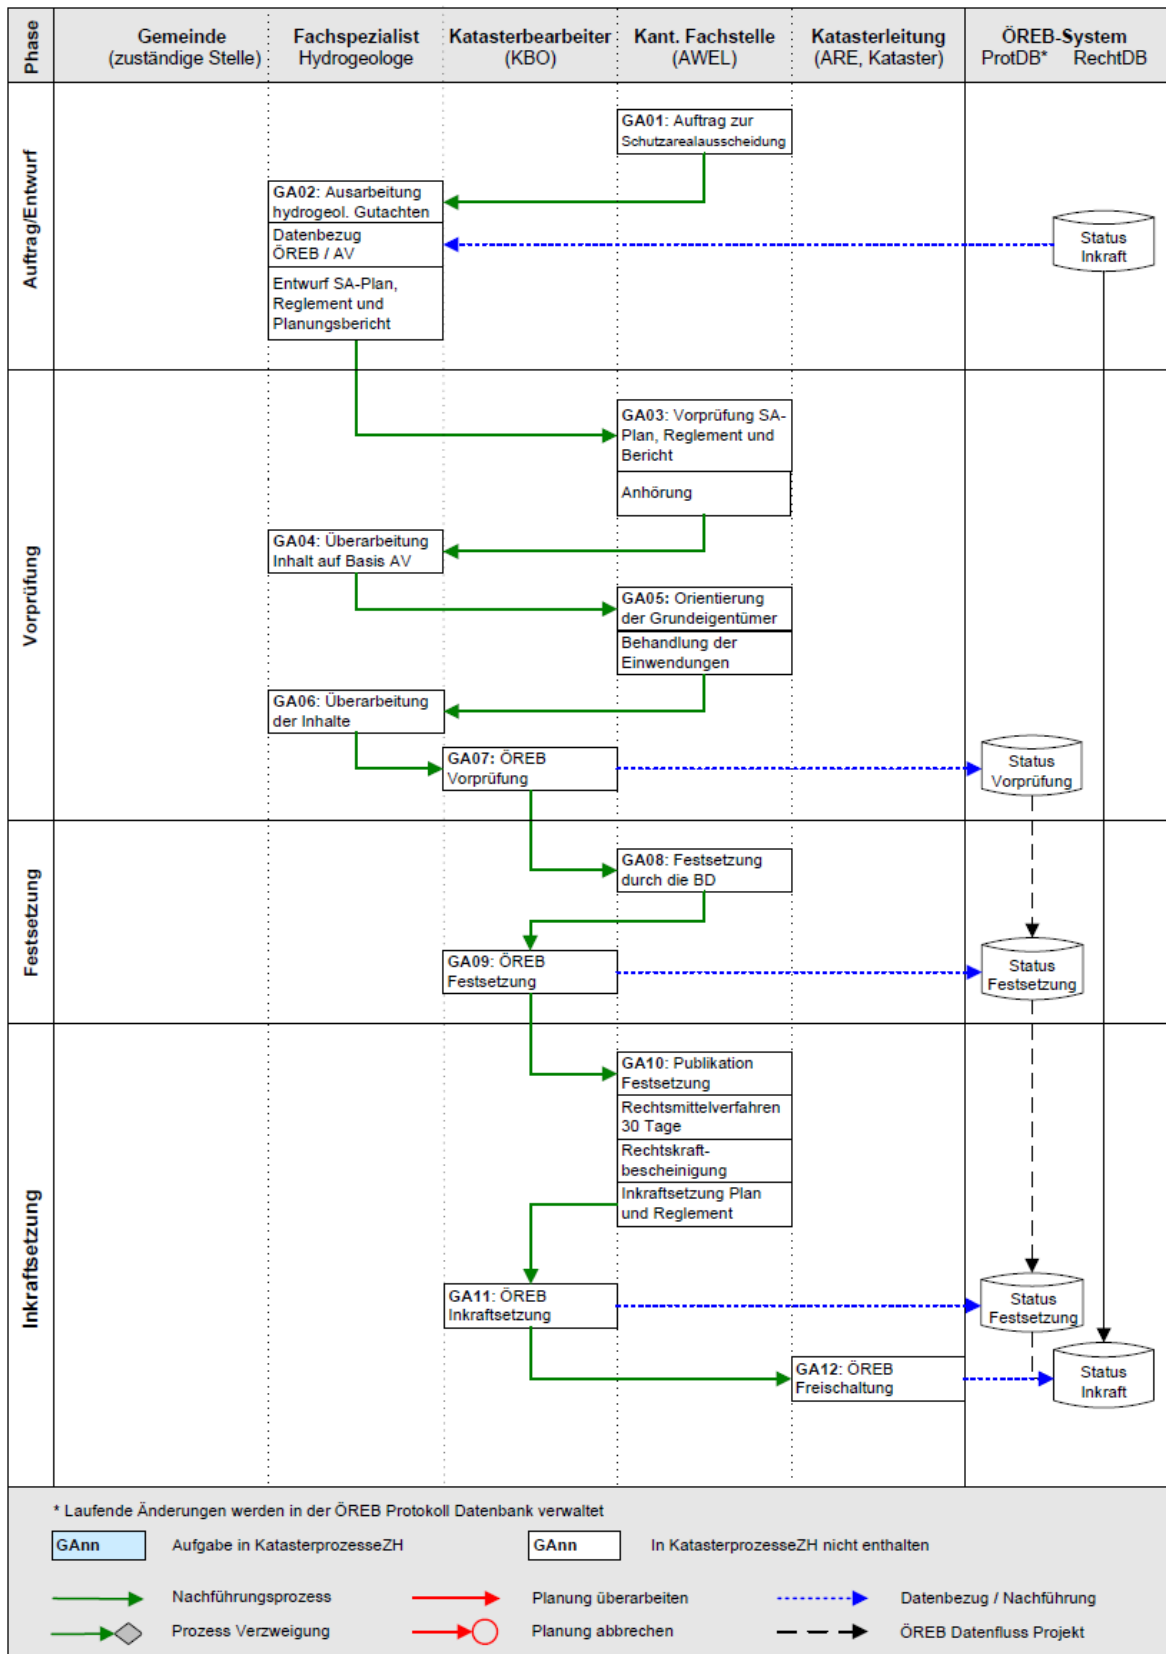 Phase
Gemeinde
(zuständige Stelle)
Fachspezialist
Hydrogeologe
Katasterbearbeiter
(KBO)
Kant. Fachstelle
(AWEL)
Katasterleitung
(ARE, Kataster)
ÖREB-System
ProtDB* RechtDB
Auftrag/Entwurf
GA01: Auftrag zur
Schutzarealausscheidung
GA02: Ausarbeitung
hydrogeol. Gutachten
Datenbezug
ÖREB / AV
Entwurf SA-Plan,
Reglement und
Planungsbericht
Status
Inkraft
Vorprüfung
GA03: Vorprüfung SA-
Plan, Reglement und
Bericht
Anhörung
GA04: Überarbeitung
Inhalt auf Basis AV
GA05: Orientierung
der Grundeigentümer
Behandlung der
Einwendungen
GA06: Überarbeitung
der Inhalte
GA07: ÖREB
Vorprüfung
Status
Vorprüfung
Festsetzung
GA08: Festsetzung
durch die BD
GA09: ÖREB
Festsetzung
Status
Festsetzung
Inkraftsetzung
GA10: Publikation
Festsetzung
Rechtsmittelverfahren
30 Tage
Rechtskraft-
bescheinigung
Inkraftsetzung Plan
und Reglement
GA11: ÖREB
Inkraftsetzung
Status
Festsetzung
GA12: ÖREB
Freischaltung
Status
Inkraft
* Laufende Änderungen werden in der ÖREB Protokoll Datenbank verwaltet
GAnn Aufgabe in KatasterprozesseZH
GAnn In KatasterprozesseZH nicht enthalten
Nachführungsprozess
Planung überarbeiten
Datenbezug / Nachführung
Prozess Verzweigung
Planung abbrechen
ÖREB Datenfluss Projekt